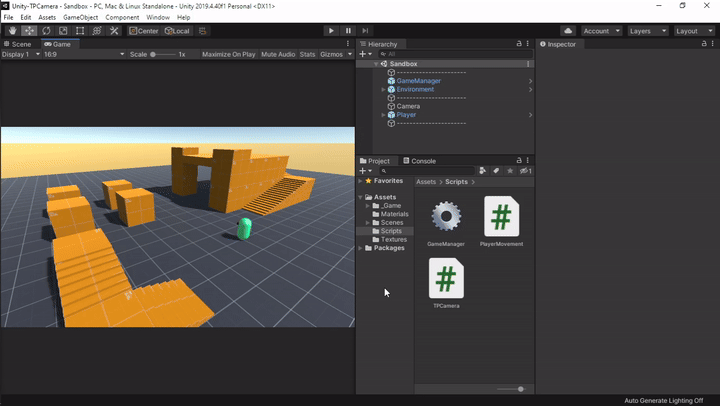 Unity-TPCamera - Sandbox - PC, Mac & Linux Standalone - Unity 2019.4.40f1 Personal <DX11>
File Edit Assets GameObject Component Window Help
Center Local Account Layers Layout
Scene Game
Display 1 16:9 Scale 1x Maximize On Play Mute Audio Stats Gizmos
Hierarchy
All
Sandbox
----------------------
GameManager
Environment
----------------------
Camera
Player
----------------------
Project Console
1
Favorites
Assets
_Game
Materials
Scenes
Scripts
Textures
Packages
Assets > Scripts >
GameManager PlayerMovement
TPCamera
Inspector
Auto Generate Lighting Off